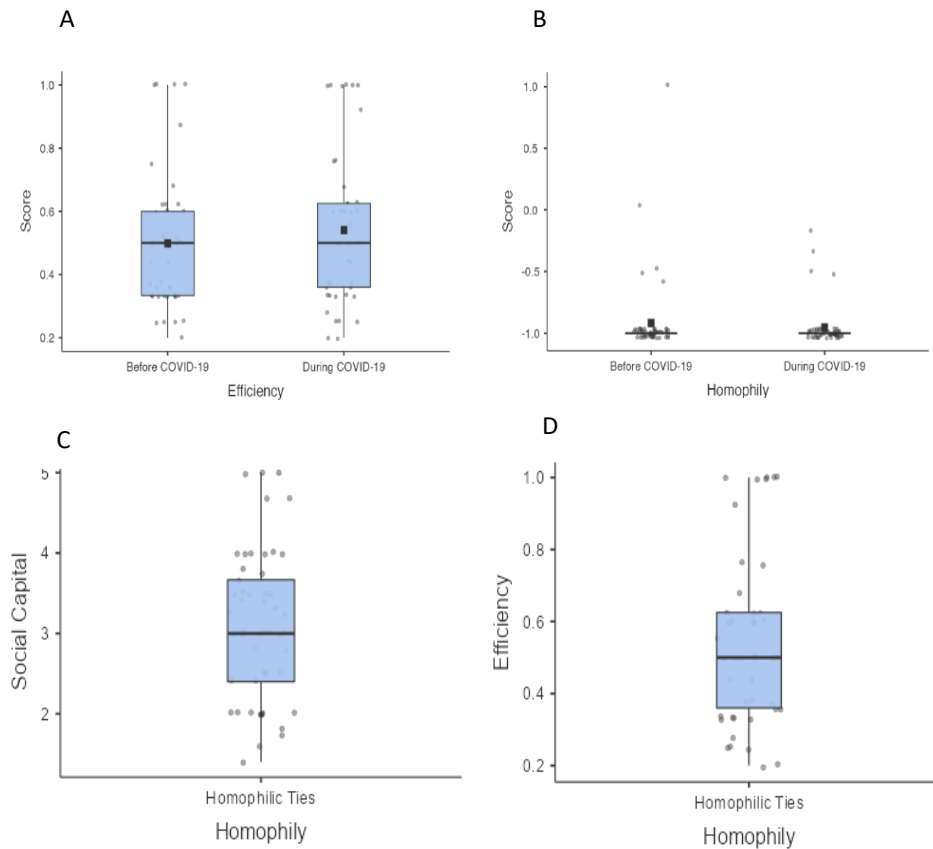 A
B
Score
1.0
0.8
0.6
0.4
0.2
Before COVID-19
During COVID-19
Efficiency
Score
1.0
0.5
0.0
-0.5
-1.0
Before COVID-19
During COVID-19
Homophily
C
D
Social Capital
5
4
3
2
Homophilic Ties
Homophily
Efficiency
1.0
0.8
0.6
0.4
0.2
Homophilic Ties
Homophily